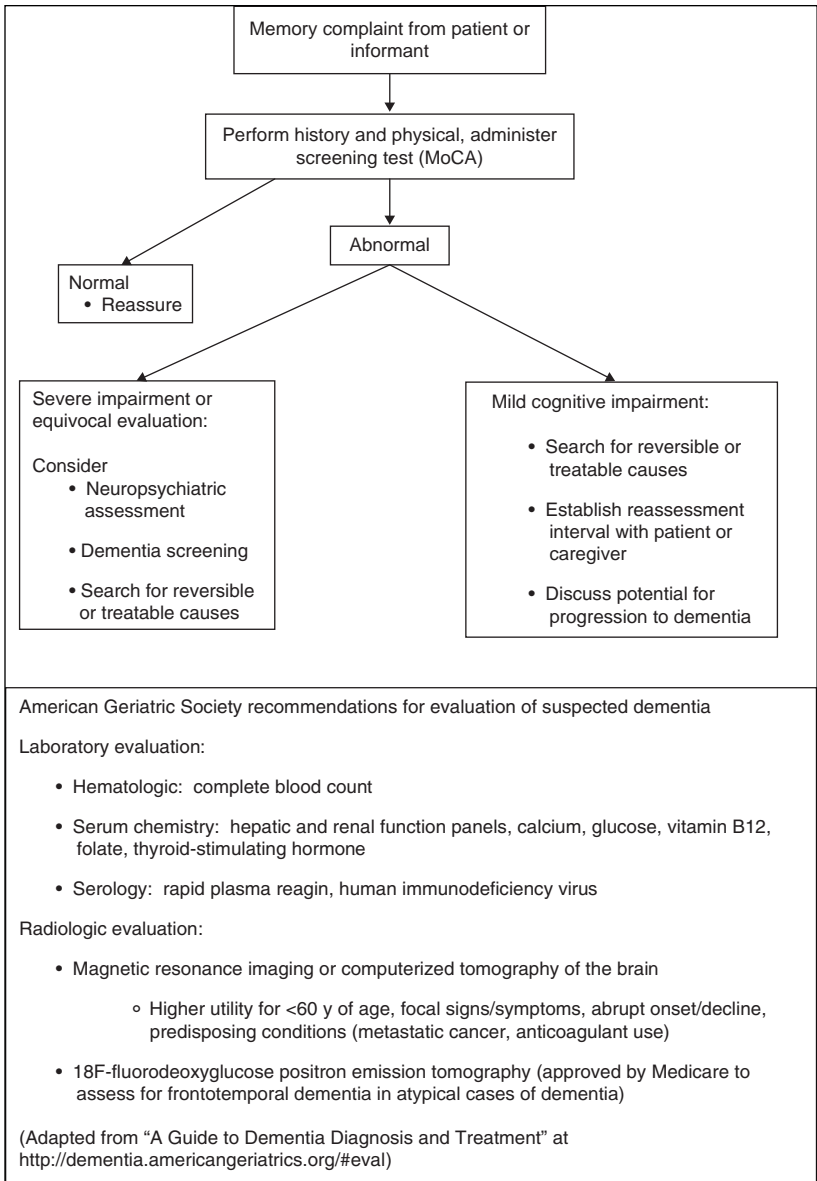 Memory complaint from patient or
informant
Perform history and physical, administer
screening test (MoCA)
Abnormal
Normal
• Reassure
Severe impairment or
equivocal evaluation:
Consider
• Neuropsychiatric
assessment
• Dementia screening
• Search for reversible
or treatable causes
Mild cognitive impairment:
• Search for reversible or
treatable causes
• Establish reassessment
interval with patient or
caregiver
• Discuss potential for
progression to dementia
American Geriatric Society recommendations for evaluation of suspected dementia
Laboratory evaluation:
• Hematologic: complete blood count
• Serum chemistry: hepatic and renal function panels, calcium, glucose, vitamin B12,
folate, thyroid-stimulating hormone
• Serology: rapid plasma reagin, human immunodeficiency virus
Radiologic evaluation:
• Magnetic resonance imaging or computerized tomography of the brain
○ Higher utility for <60 y of age, focal signs/symptoms, abrupt onset/decline,
predisposing conditions (metastatic cancer, anticoagulant use)
• 18F-fluorodeoxyglucose positron emission tomography (approved by Medicare to
assess for frontotemporal dementia in atypical cases of dementia)
(Adapted from “A Guide to Dementia Diagnosis and Treatment” at
http://dementia.americangeriatrics.org/#eval)